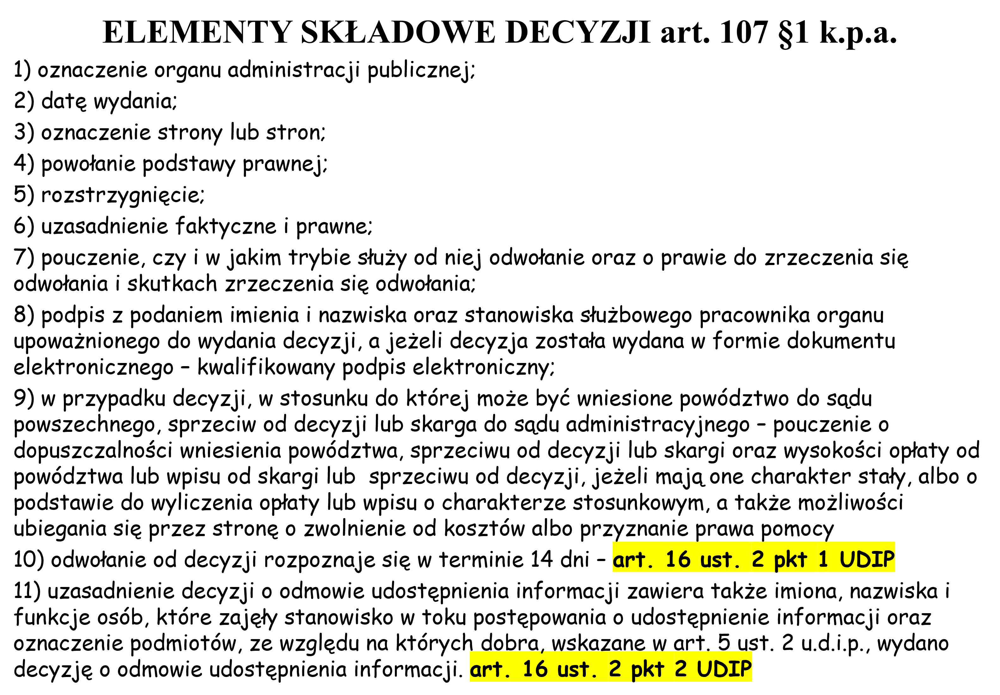 ELEMENTY SKŁADOWE DECYZJI art. 107 §1 k.p.a.
1) oznaczenie organu administracji publicznej;
2) datę wydania;
3) oznaczenie strony lub stron;
4) powołanie podstawy prawnej;
5) rozstrzygnięcie;
6) uzasadnienie faktyczne i prawne;
7) pouczenie, czy i w jakim trybie służy od niej odwołanie oraz o prawie do zrzeczenia się
odwołania i skutkach zrzeczenia się odwołania;
8) podpis z podaniem imienia i nazwiska oraz stanowiska służbowego pracownika organu
upoważnionego do wydania decyzji, a jeżeli decyzja została wydana w formie dokumentu
elektronicznego – kwalifikowany podpis elektroniczny;
9) w przypadku decyzji, w stosunku do której może być wniesione powództwo do sądu
powszechnego, sprzeciw od decyzji lub skarga do sądu administracyjnego – pouczenie o
dopuszczalności wniesienia powództwa, sprzeciwu od decyzji lub skargi oraz wysokości opłaty od
powództwa lub wpisu od skargi lub  sprzeciwu od decyzji, jeżeli mają one charakter stały, albo o
podstawie do wyliczenia opłaty lub wpisu o charakterze stosunkowym, a także możliwości
ubiegania się przez stronę o zwolnienie od kosztów albo przyznanie prawa pomocy
10) odwołanie od decyzji rozpoznaje się w terminie 14 dni – art. 16 ust. 2 pkt 1 UDIP
11) uzasadnienie decyzji o odmowie udostępnienia informacji zawiera także imiona, nazwiska i
funkcje osób, które zajęły stanowisko w toku postępowania o udostępnienie informacji oraz
oznaczenie podmiotów, ze względu na których dobra, wskazane w art. 5 ust. 2 u.d.i.p., wydano
decyzję o odmowie udostępnienia informacji. art. 16 ust. 2 pkt 2 UDIP